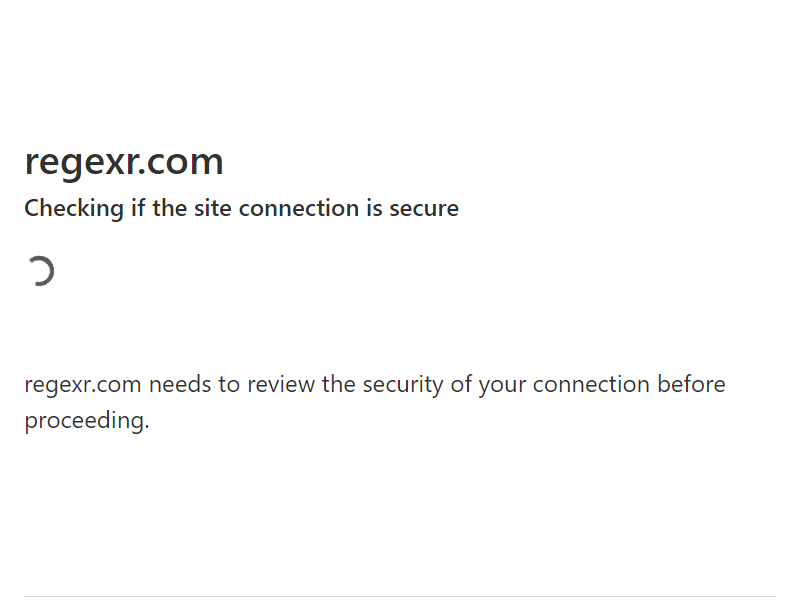 regexr.com
Checking if the site connection is secure
regexr.com needs to review the security of your connection before
proceeding.